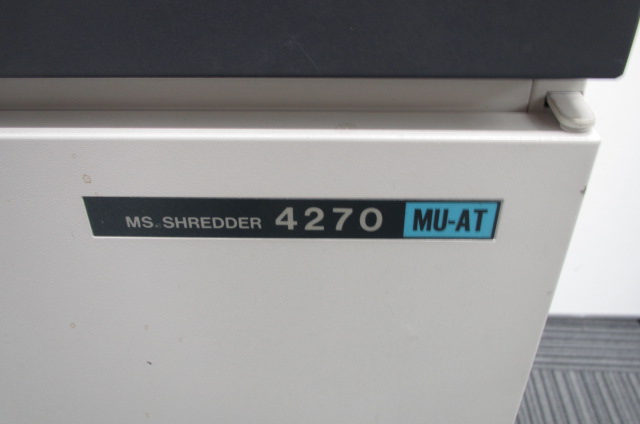 MS. SHREDDER 4270 MU-AT